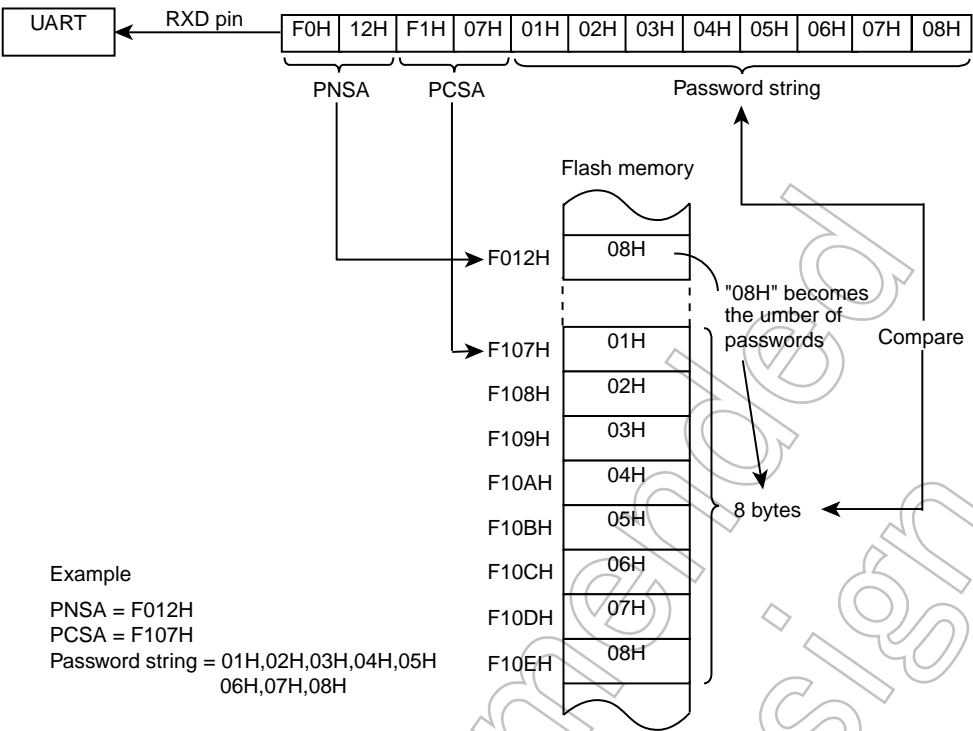 UART
RXD pin
F0H 12H F1H 07H 01H 02H 03H 04H 05H 06H 07H 08H
PNSA
PCSA
Password string
Flash memory
F012H
08H
"08H" becomes
the umber of
passwords
Compare
F107H
01H
F108H
02H
F109H
03H
F10AH
04H
F10BH
05H
8 bytes
F10CH
06H
F10DH
07H
F10EH
08H
Example
PNSA = F012H
PCSA = F107H
Password string = 01H,02H,03H,04H,05H
06H,07H,08H
mended
sign